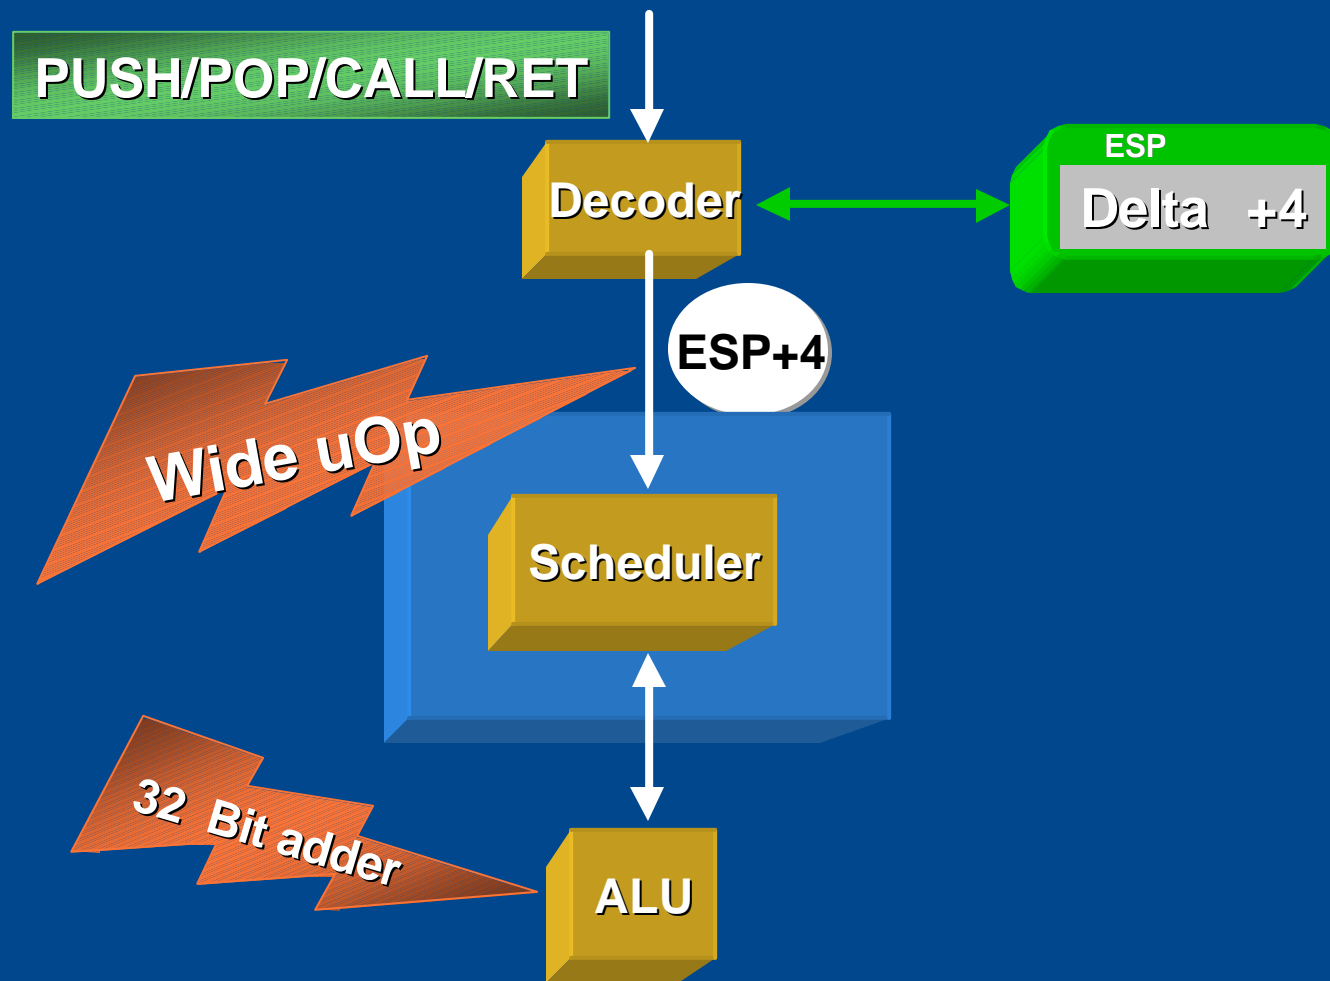 PUSH/POP/CALL/RET
Decoder
ESP
Delta +4
ESP+4
Wide uOp
Scheduler
32 Bit adder
ALU